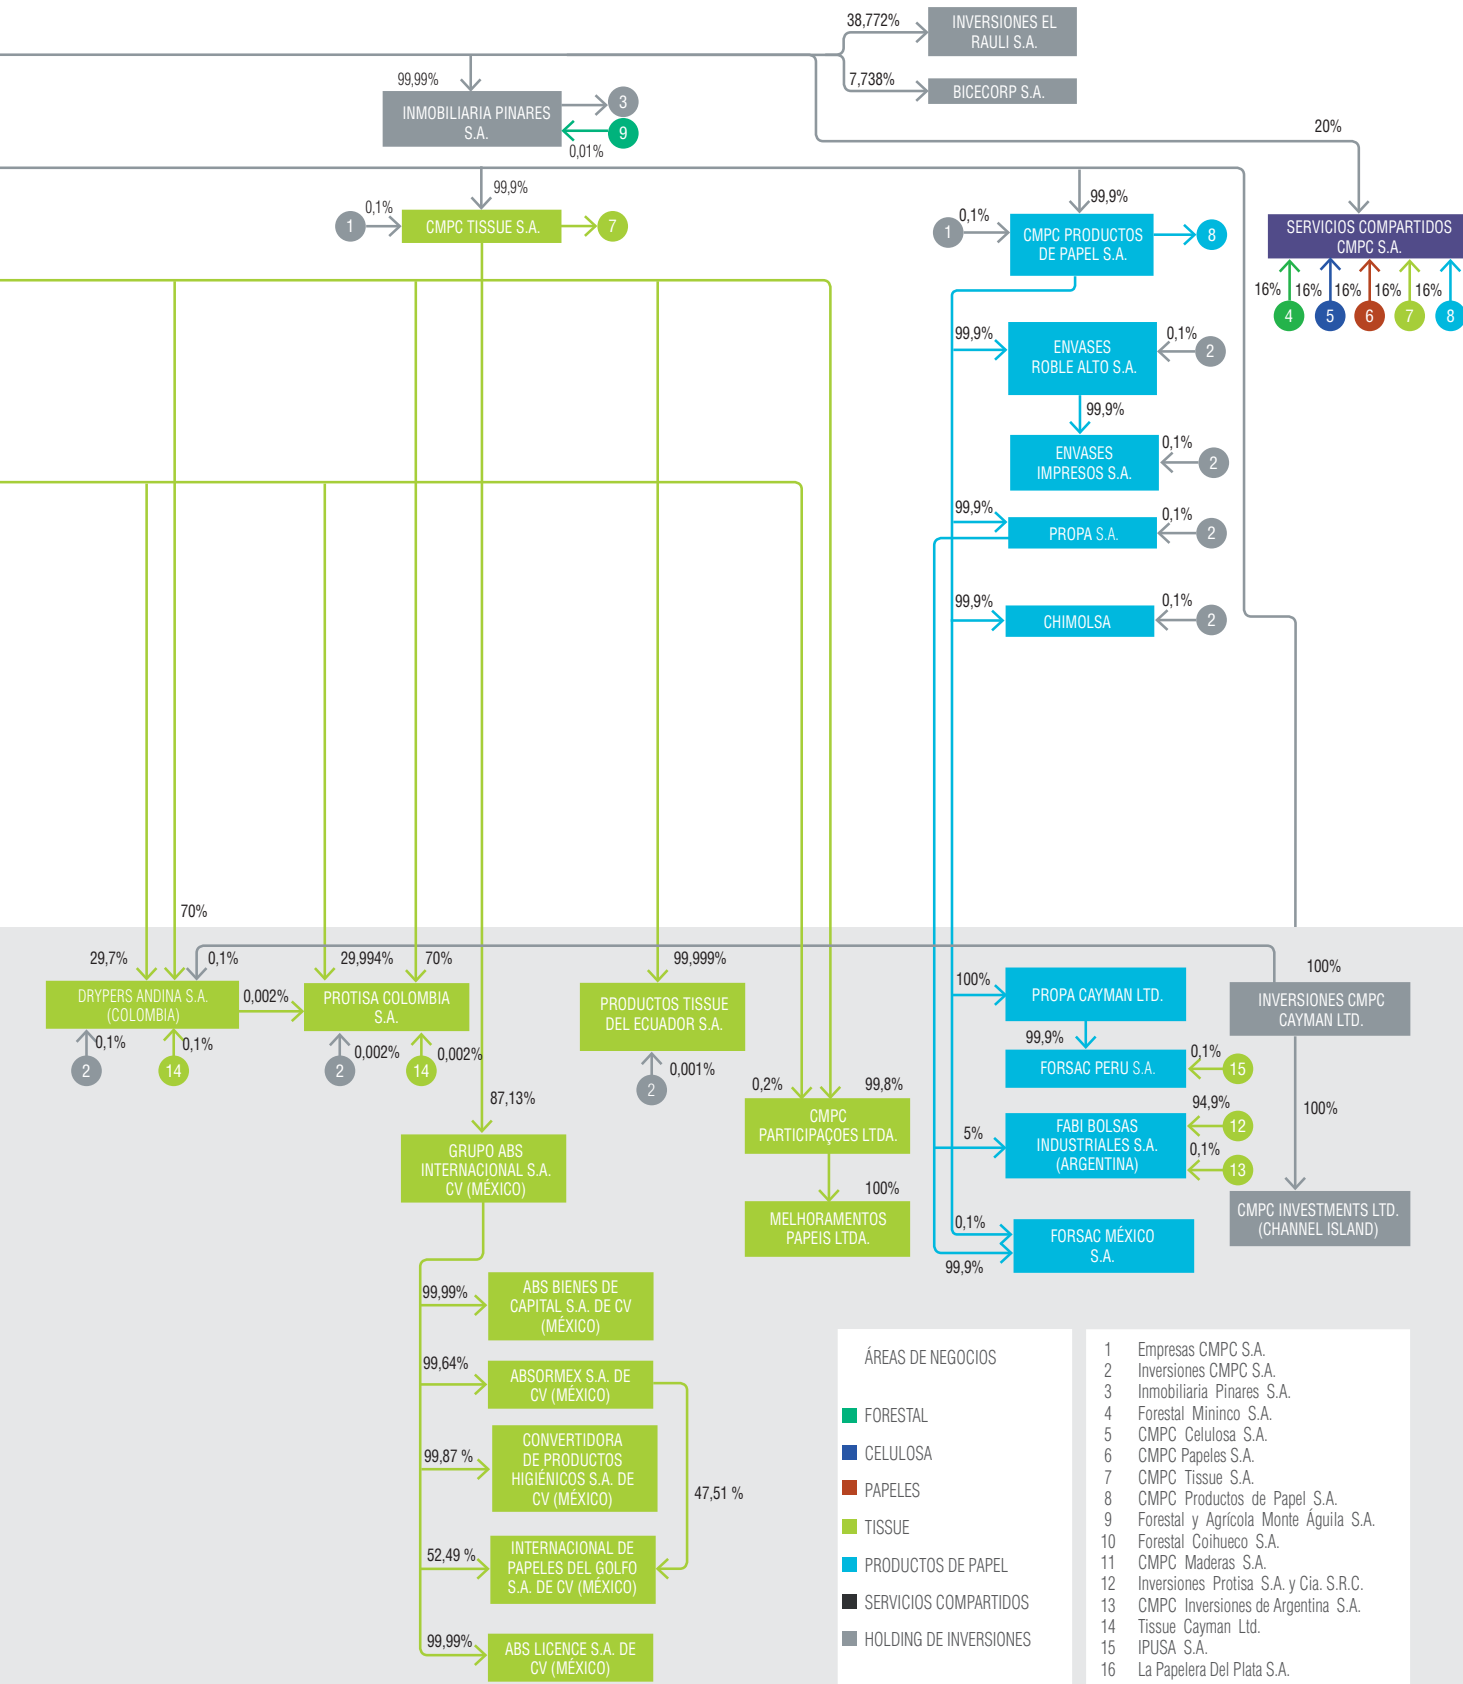 38,772%
INVERSIONES EL
RAULI S.A.
7,738%
BICECORP S.A.
99,99%
INMOBILIARIA PINARES
S.A.
3
9
0,01%
20%
99,9%
0,1%
1
CMPC TISSUE S.A.
7
99,9%
0,1%
1
CMPC PRODUCTOS
DE PAPEL S.A.
8
SERVICIOS COMPARTIDOS
CMPC S.A.
16% 16% 16% 16% 16%
4 5 6 7 8
99,9%
ENVASES
ROBLE ALTO S.A.
0,1%
2
99,9%
ENVASES
IMPRESOS S.A.
0,1%
2
99,9%
PROPA S.A.
0,1%
2
99,9%
CHIMOLSA
0,1%
2
70%
29,7%
0,1%
DRYPERS ANDINA S.A.
(COLOMBIA)
0,1%
2
0,1%
14
0,002%
29,994%
70%
PROTISA COLOMBIA
S.A.
0,002%
2
0,002%
14
99,999%
PRODUCTOS TISSUE
DEL ECUADOR S.A.
0,001%
2
0,2%
99,8%
CMPC
PARTICIPAÇOES LTDA.
100%
MELHORAMENTOS
PAPEIS LTDA.
100%
PROPA CAYMAN LTD.
99,9%
FORSAC PERU S.A.
0,1%
15
94,9%
12
5%
FABI BOLSAS
INDUSTRIALES S.A.
(ARGENTINA)
0,1%
13
0,1%
FORSAC MÉXICO
S.A.
99,9%
100%
INVERSIONES CMPC
CAYMAN LTD.
100%
CMPC INVESTMENTS LTD.
(CHANNEL ISLAND)
87,13%
GRUPO ABS
INTERNACIONAL S.A.
CV (MÉXICO)
99,99%
ABS BIENES DE
CAPITAL S.A. DE CV
(MÉXICO)
99,64%
ABSORMEX S.A. DE
CV (MÉXICO)
99,87 %
CONVERTIDORA
DE PRODUCTOS
HIGIÉNICOS S.A. DE
CV (MÉXICO)
47,51 %
52,49 %
INTERNACIONAL DE
PAPELES DEL GOLFO
S.A. DE CV (MÉXICO)
99,99%
ABS LICENCE S.A. DE
CV (MÉXICO)
ÁREAS DE NEGOCIOS
FORESTAL
CELULOSA
PAPELES
TISSUE
PRODUCTOS DE PAPEL
SERVICIOS COMPARTIDOS
HOLDING DE INVERSIONES
1 Empresas CMPC S.A.
2 Inversiones CMPC S.A.
3 Inmobiliaria Pinares S.A.
4 Forestal Mininco S.A.
5 CMPC Celulosa S.A.
6 CMPC Papeles S.A.
7 CMPC Tissue S.A.
8 CMPC Productos de Papel S.A.
9 Forestal y Agrícola Monte Águila S.A.
10 Forestal Coihueco S.A.
11 CMPC Maderas S.A.
12 Inversiones Protisa S.A. y Cia. S.R.C.
13 CMPC Inversiones de Argentina S.A.
14 Tissue Cayman Ltd.
15 IPUSA S.A.
16 La Papelera Del Plata S.A.